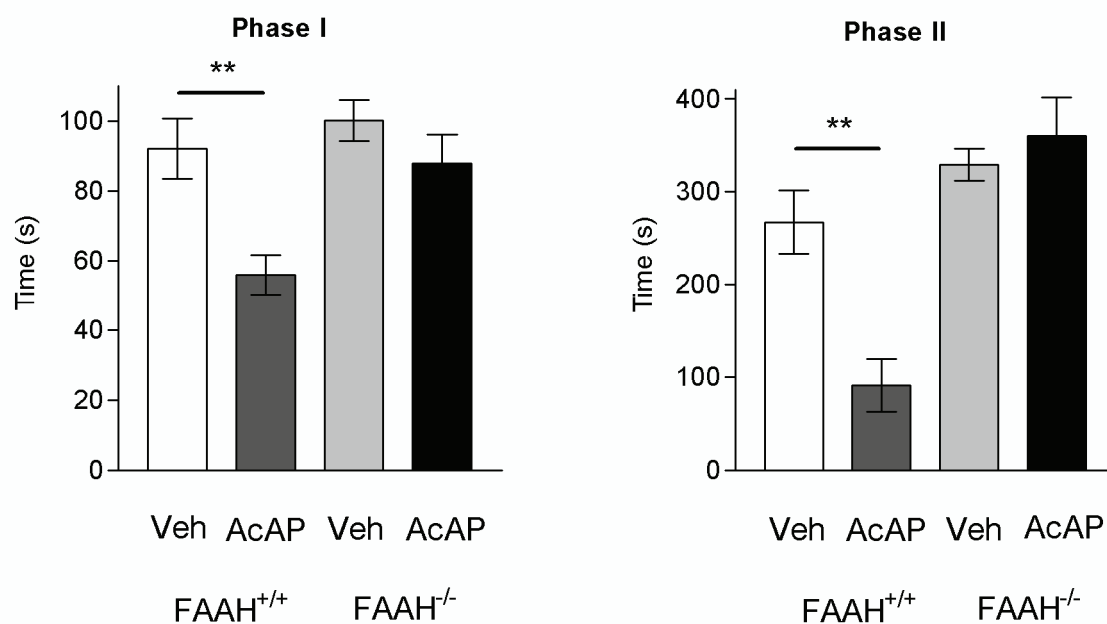 Phase I
**
100
80
60
40
20
0
Time (s)
Veh AcAP Veh AcAP
FAAH+/+ FAAH-/-
Phase II
**
400
300
200
100
0
Time (s)
Veh AcAP Veh AcAP
FAAH+/+ FAAH-/-